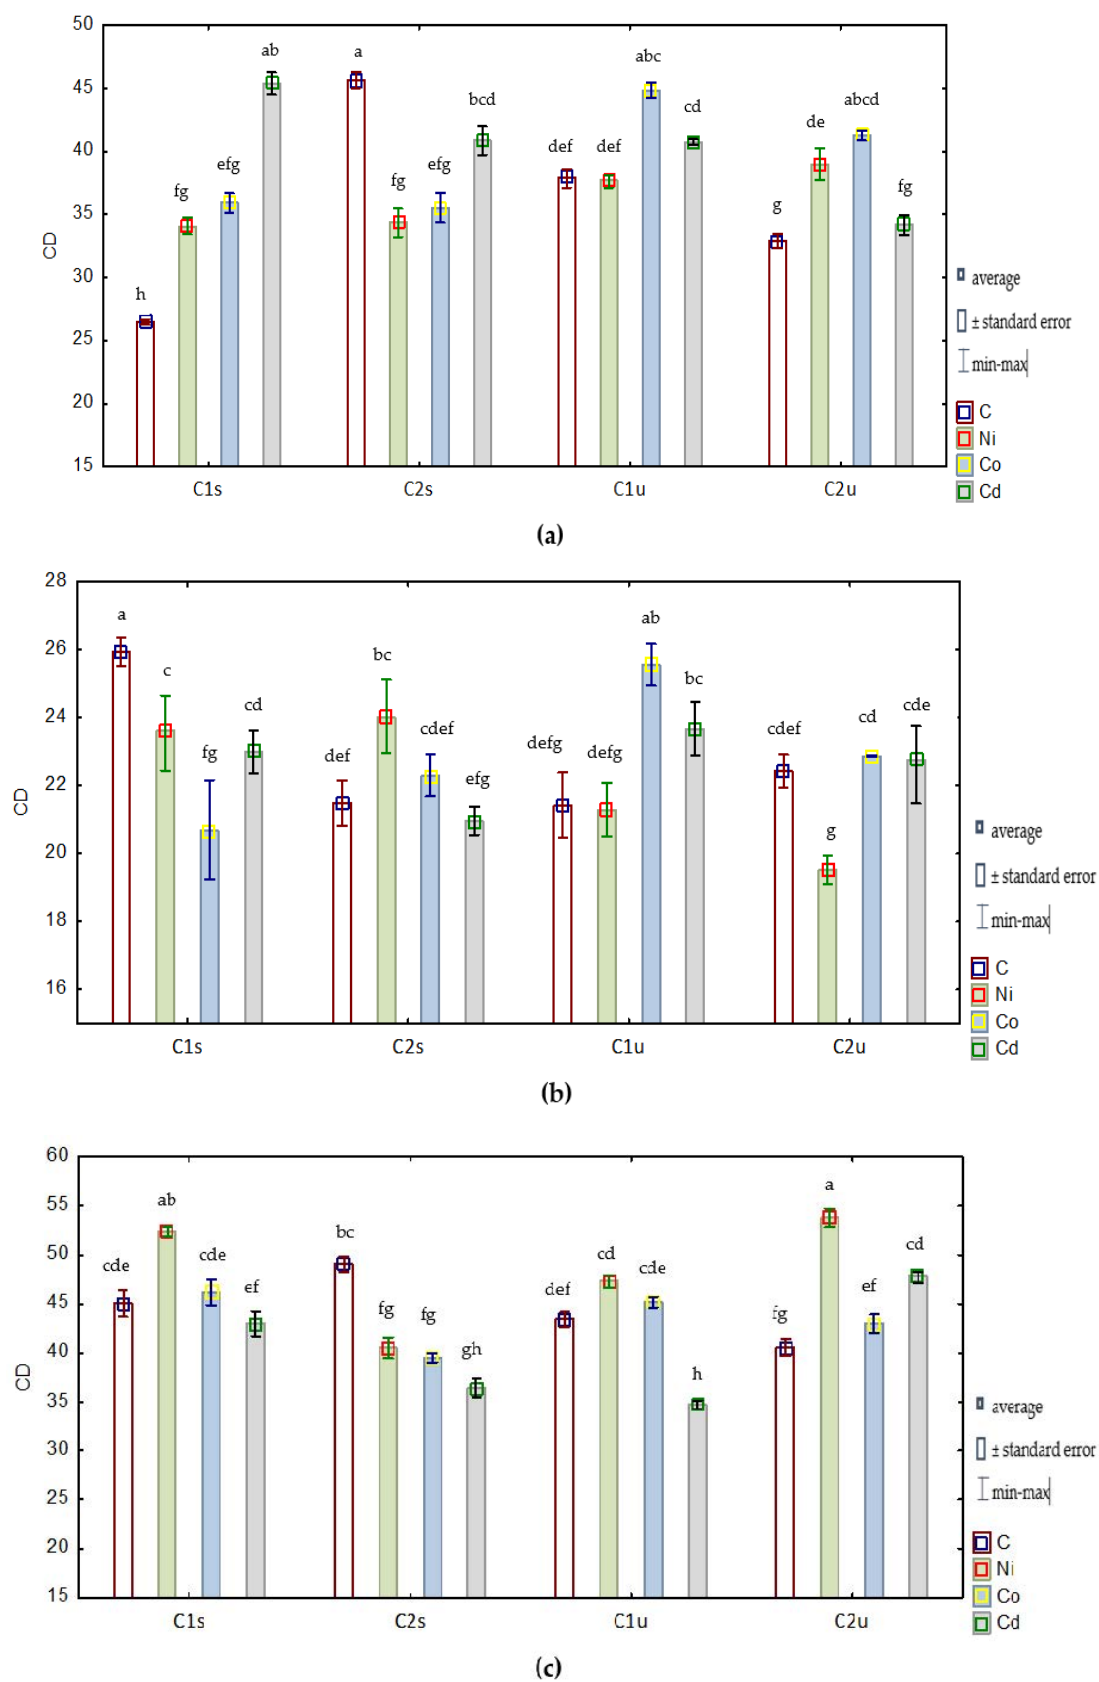 50
45
40
35
30
25
20
15
CD
h
fg
efg
ab
a
fg
efg
bcd
def
def
abc
cd
g
de
abcd
fg
C1s
C2s
C1u
C2u
average
± standard error
min-max
C
Ni
Co
Cd
(a)
28
26
24
22
20
18
16
CD
a
c
fg
cd
def
bc
cdef
efg
defg
defg
ab
bc
cdef
g
cd
cde
C1s
C2s
C1u
C2u
average
± standard error
min-max
C
Ni
Co
Cd
(b)
60
55
50
45
40
35
30
25
20
15
CD
cde
ab
cde
ef
bc
fg
fg
gh
def
cd
cde
h
fg
a
ef
cd
C1s
C2s
C1u
C2u
average
± standard error
min-max
C
Ni
Co
Cd
(c)